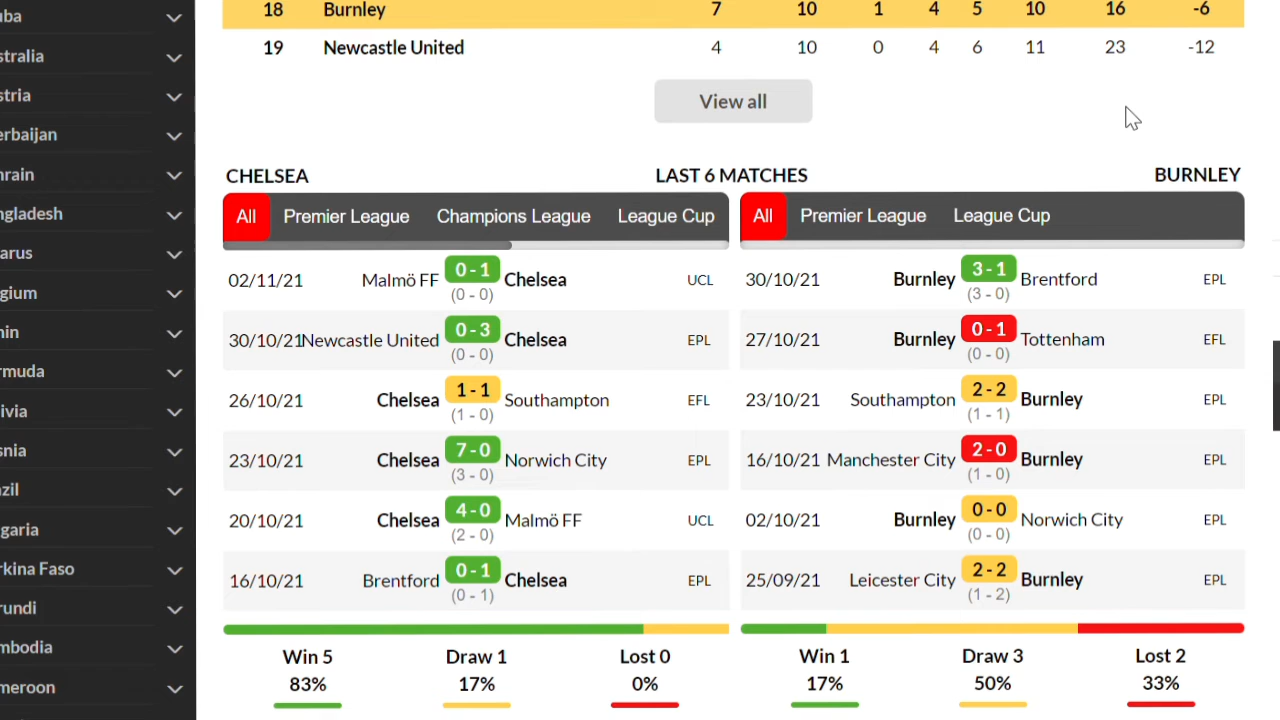 18 Burnley 7 10 1 4 5 10 16 -6
19 Newcastle United 4 10 0 4 6 11 23 -12
View all
CHELSEA LAST 6 MATCHES BURNLEY
All Premier League Champions League League Cup
02/11/21 Malmö FF 0 - 1 Chelsea UCL
(0 - 0)
30/10/21 Newcastle United 0 - 3 Chelsea EPL
(0 - 0)
26/10/21 Chelsea 1 - 1 Southampton EFL
(1 - 0)
23/10/21 Chelsea 7 - 0 Norwich City EPL
(3 - 0)
20/10/21 Chelsea 4 - 0 Malmö FF UCL
(2 - 0)
16/10/21 Brentford 0 - 1 Chelsea EPL
(0 - 1)
Win 5 Draw 1 Lost 0
83% 17% 0%
All Premier League League Cup
30/10/21 Burnley 3 - 1 Brentford EPL
(3 - 0)
27/10/21 Burnley 0 - 1 Tottenham EFL
(0 - 0)
23/10/21 Southampton 2 - 2 Burnley EPL
(1 - 1)
16/10/21 Manchester City 2 - 0 Burnley EPL
(1 - 0)
02/10/21 Burnley 0 - 0 Norwich City EPL
(0 - 0)
25/09/21 Leicester City 2 - 2 Burnley EPL
(1 - 2)
Win 1 Draw 3 Lost 2
17% 50% 33%
uba
stralia
stria
erbaijan
hrain
ngladesh
arus
gium
nin
rmuda
livia
snia
zil
lgaria
rkina Faso
rundi
mbodia
meroon